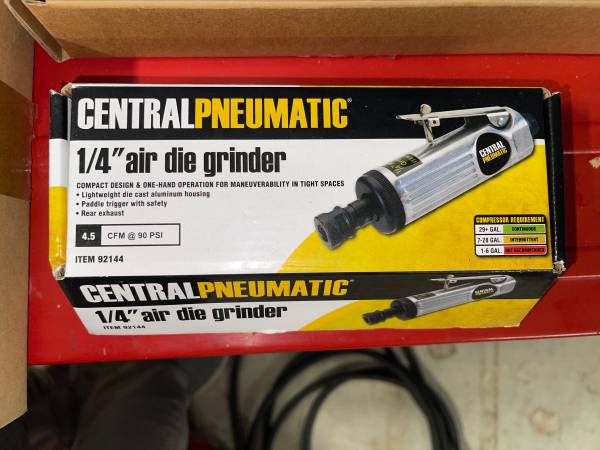 CENTRALPNEUMATIC®
1/4" air die grinder
COMPACT DESIGN & ONE-HAND OPERATION FOR MANEUVERABILITY IN TIGHT SPACES
• Lightweight die cast aluminum housing
• Paddle trigger with safety
• Rear exhaust
4.5 CFM @ 90 PSI
ITEM 92144
CENTRAL
PNEUMATIC
COMPRESSOR REQUIREMENT
29+ GAL. CONTINUOUS
7-28 GAL. INTERMITTENT
1-6 GAL. NOT RECOMMENDED
CENTRALPNEUMATIC®
1/4" air die grinder
ITEM 92144